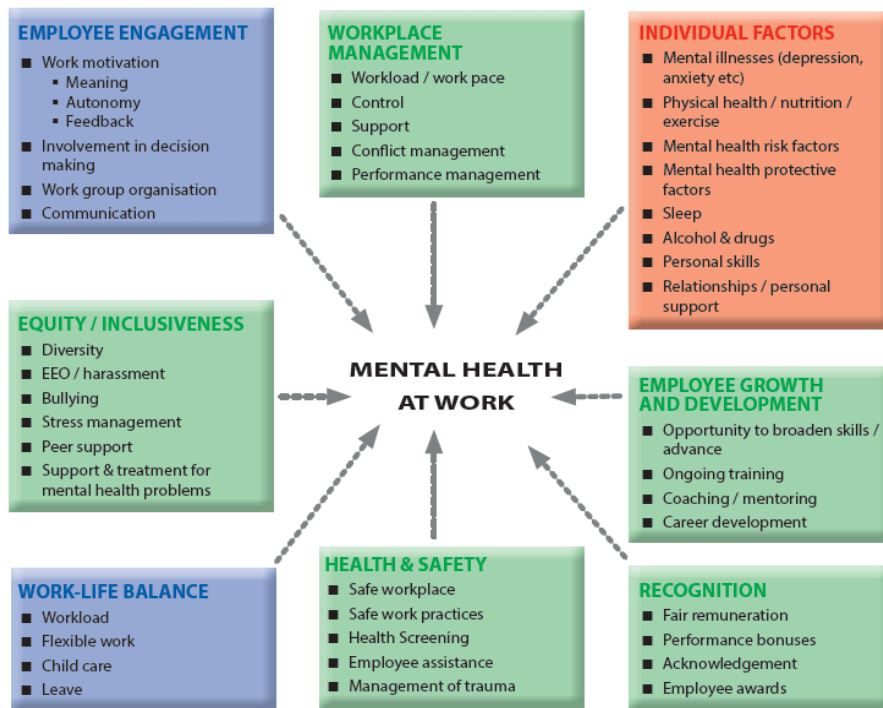 EMPLOYEE ENGAGEMENT
■ Work motivation
▪ Meaning
▪ Autonomy
▪ Feedback
■ Involvement in decision
making
■ Work group organisation
■ Communication
WORKPLACE
MANAGEMENT
■ Workload / work pace
■ Control
■ Support
■ Conflict management
■ Performance management
INDIVIDUAL FACTORS
■ Mental illnesses (depression,
anxiety etc)
■ Physical health / nutrition /
exercise
■ Mental health risk factors
■ Mental health protective
factors
■ Sleep
■ Alcohol & drugs
■ Personal skills
■ Relationships / personal
support
EQUITY / INCLUSIVENESS
■ Diversity
■ EEO / harassment
■ Bullying
■ Stress management
■ Peer support
■ Support & treatment for
mental health problems
MENTAL HEALTH
AT WORK
EMPLOYEE GROWTH
AND DEVELOPMENT
■ Opportunity to broaden skills /
advance
■ Ongoing training
■ Coaching / mentoring
■ Career development
WORK-LIFE BALANCE
■ Workload
■ Flexible work
■ Child care
■ Leave
HEALTH & SAFETY
■ Safe workplace
■ Safe work practices
■ Health Screening
■ Employee assistance
■ Management of trauma
RECOGNITION
■ Fair remuneration
■ Performance bonuses
■ Acknowledgement
■ Employee awards